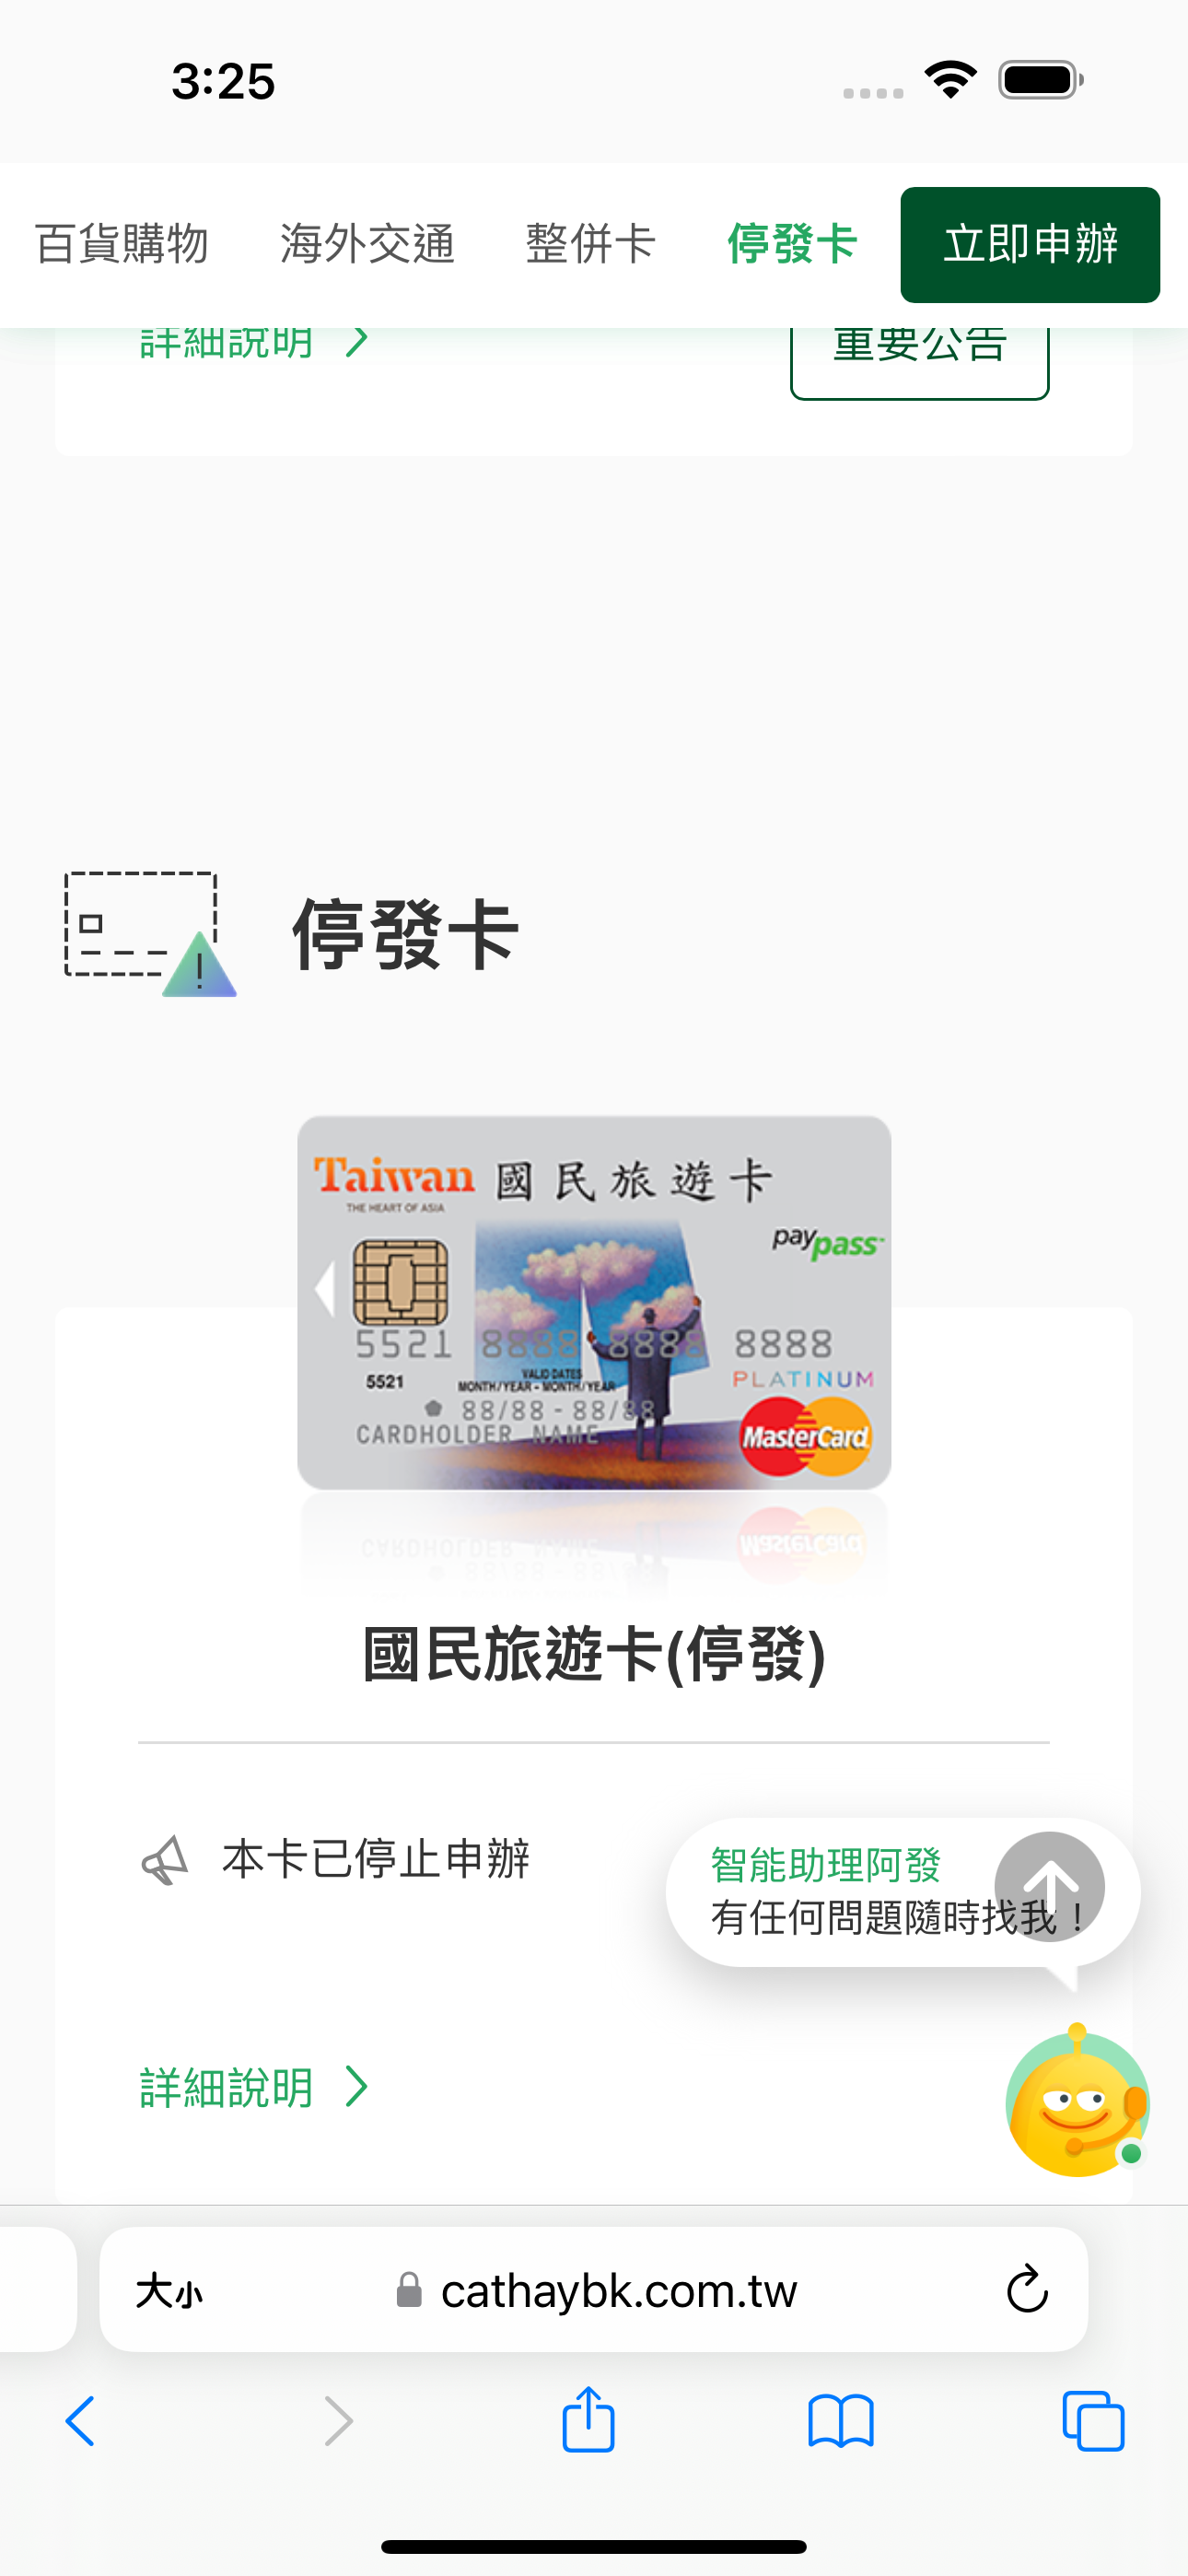 3:25
百貨購物 海外交通 整併卡 停發卡 立即申辦
詳細說明 重要公告
停發卡
Taiwan 國民旅遊卡
THE HEART OF ASIA
paypass
5521 8888 8888 8888
5521
VALID DATES
MONTH/YEAR - MONTH/YEAR
PLATINUM
88/88 - 88/88
CARDHOLDER NAME
MasterCard
國民旅遊卡(停發)
本卡已停止申辦
智能助理阿發
有任何問題隨時找我！
詳細說明
大小 cathaybk.com.tw